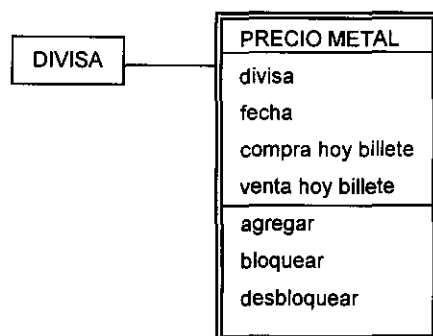 DIVISA
PRECIO METAL
divisa
fecha
compra hoy billete
venta hoy billete
agregar
bloquear
desbloquear